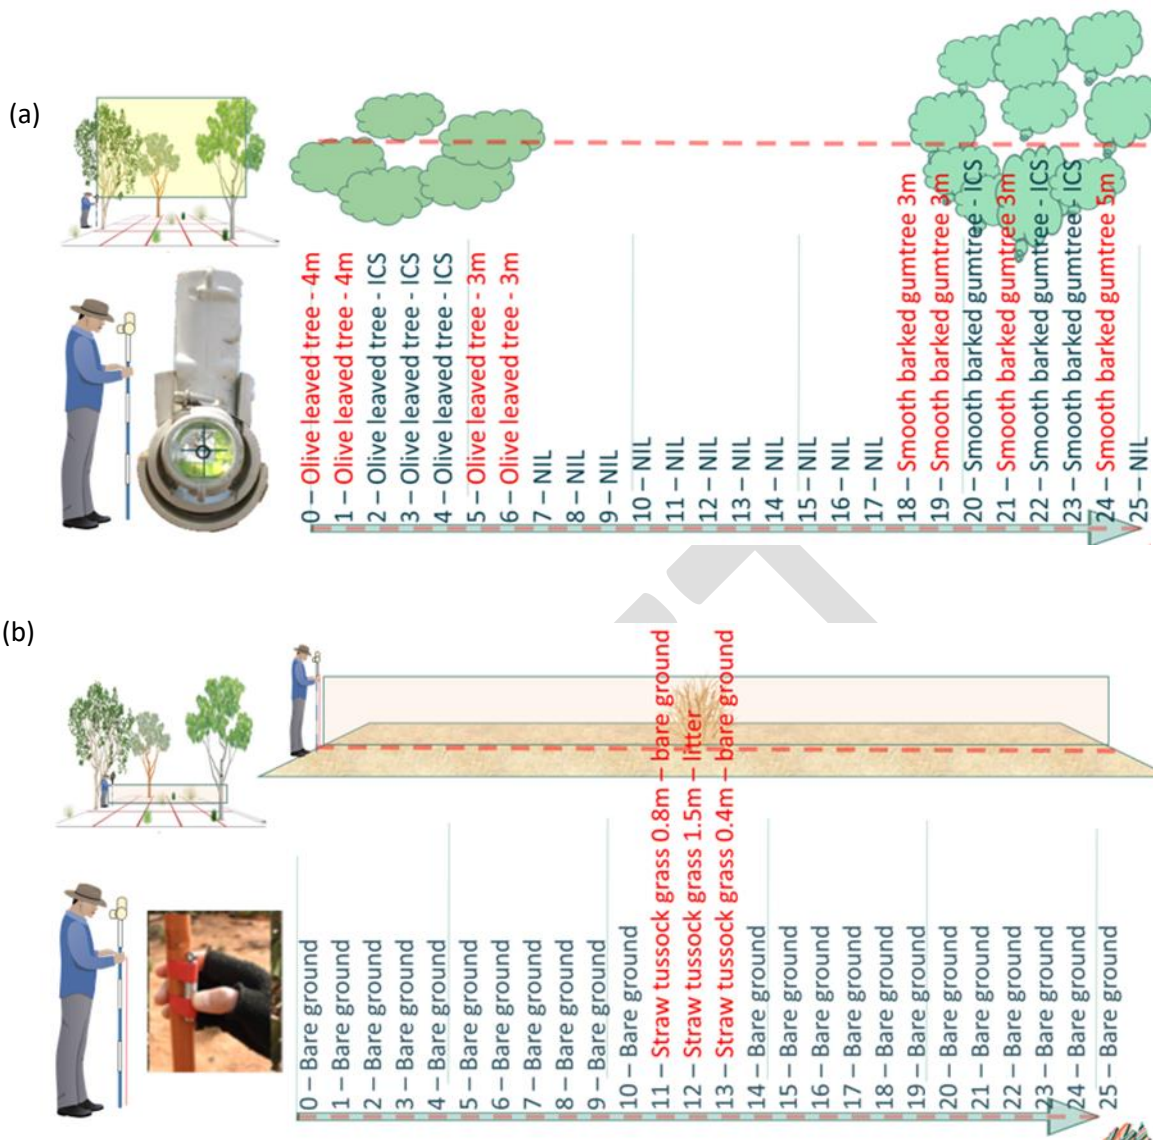 (a)
0 – Olive leaved tree - 4m
1 – Olive leaved tree - 4m
2 – Olive leaved tree - ICS
3 – Olive leaved tree - ICS
4 – Olive leaved tree - ICS
5 – Olive leaved tree - 3m
6 – Olive leaved tree - 3m
7 – NIL
8 – NIL
9 – NIL
10 – NIL
11 – NIL
12 – NIL
13 – NIL
14 – NIL
15 – NIL
16 – NIL
17 – NIL
18 – Smooth barked gumtree 3m
19 – Smooth barked gumtree 3m
20 – Smooth barked gumtree - ICS
21 – Smooth barked gumtree 3m
22 – Smooth barked gumtree - ICS
23 – Smooth barked gumtree - ICS
24 – Smooth barked gumtree 5m
25 – NIL
(b)
0 – Bare ground
1 – Bare ground
2 – Bare ground
3 – Bare ground
4 – Bare ground
5 – Bare ground
6 – Bare ground
7 – Bare ground
8 – Bare ground
9 – Bare ground
10 – Bare ground
11 – Straw tussock grass 0.8m – bare ground
12 – Straw tussock grass 1.5m – litter
13 – Straw tussock grass 0.4m – bare ground
14 – Bare ground
15 – Bare ground
16 – Bare ground
17 – Bare ground
18 – Bare ground
19 – Bare ground
20 – Bare ground
21 – Bare ground
22 – Bare ground
23 – Bare ground
24 – Bare ground
25 – Bare ground